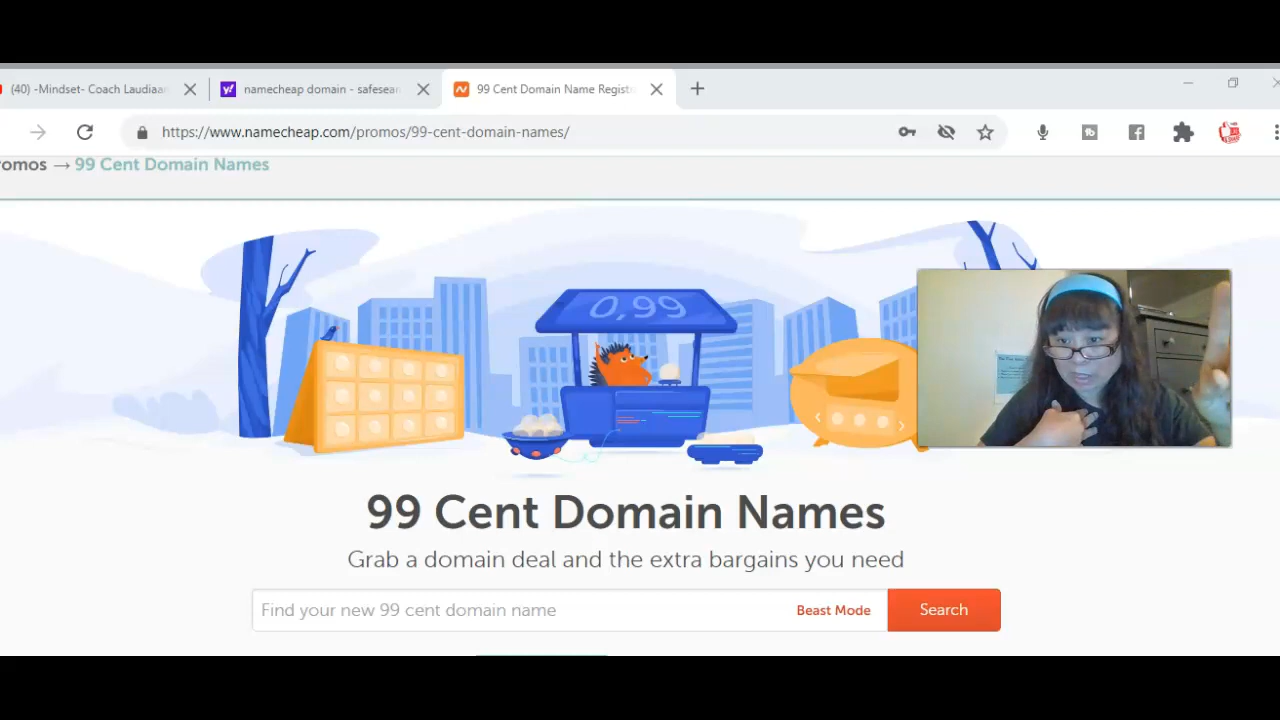 (40) -Mindset- Coach Laudiaan
namecheap domain - safesear
99 Cent Domain Name Regist
https://www.namecheap.com/promos/99-cent-domain-names/
omos → 99 Cent Domain Names
0,99
99 Cent Domain Names
Grab a domain deal and the extra bargains you need
Find your new 99 cent domain name
Beast Mode
Search